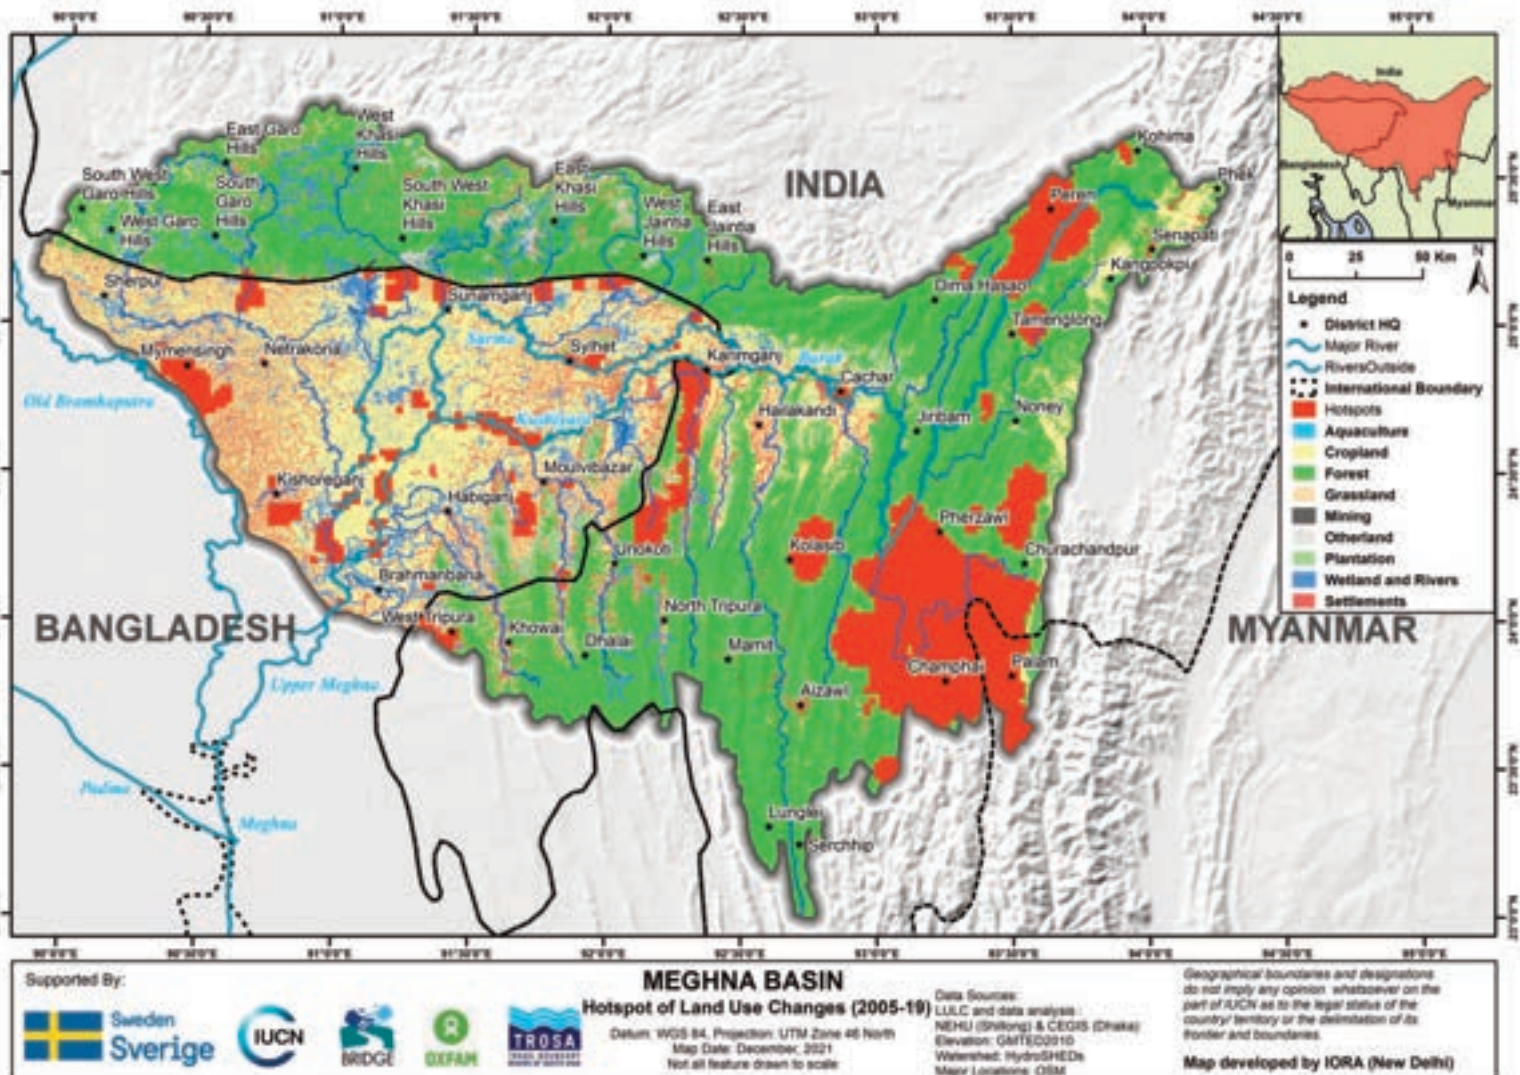 INDIA
BANGLADESH
MYANMAR
India
Bangladesh
Myanmar
N
0 25 50 Km
Legend
District HQ
Major River
RiversOutside
International Boundary
Hotspots
Aquaculture
Cropland
Forest
Grassland
Mining
Otherland
Plantation
Wetland and Rivers
Settlements
East Garo Hills
West Khasi Hills
South West Garo Hills
West Garo Hills
South Garo Hills
South West Khasi Hills
East Khasi Hills
West Jaintia Hills
East Jaintia Hills
Kohima
Phek
Peren
Senapati
Kangpokpi
Dima Hasao
Tamenglong
Sherpur
Sunamganj
Mymensingh
Netrakona
Surma
Sylhet
Karimganj
Barak
Cachar
Old Bramhaputra
Kushiyara
Hailakandi
Jiribam
Noney
Kishoreganj
Moulvibazar
Habiganj
Pherzawl
Unokoti
Kolasib
Churachandpur
Brahmanbaria
West Tripura
North Tripura
Khowai
Dhalai
Mamit
Champhai
Aizawl
Upper Meghna
Padma
Meghna
Lunglei
Serchhip
Supported By:
Sweden
Sverige
IUCN
BRIDGE
OXFAM
TROSA
MEGHNA BASIN
Hotspot of Land Use Changes (2005-19)
Datum: WGS 84, Projection: UTM Zone 46 North
Map Date: December, 2021
Not all feature drawn to scale
Data Sources:
LULC and data analysis :
NEHU (Shillong) & CEGIS (Dhaka)
Elevation: GMTED2010
Watershed: HydroSHEDs
Major Locations: OSM
Geographical boundaries and designations
do not imply any opinion whatsoever on the
part of IUCN as to the legal status of the
country/ territory or the delimitation of its
frontier and boundaries.
Map developed by IORA (New Delhi)